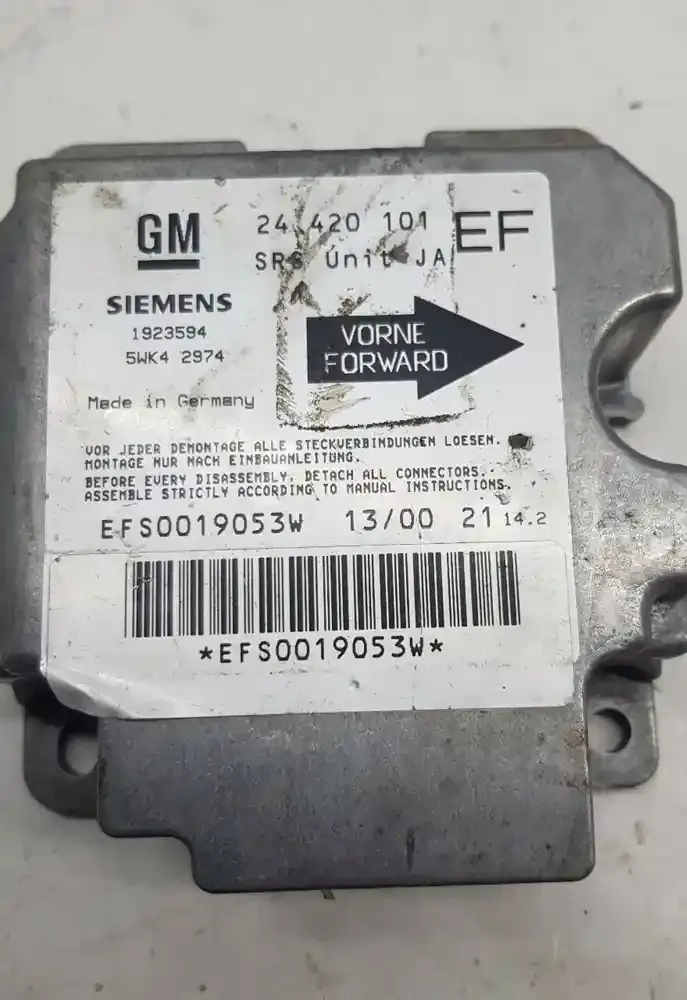 GM
24 420 101 EF
SRS Unit JA
SIEMENS
1923594
5WK4 2974
VORNE
FORWARD
Made in Germany
VOR JEDER DEMONTAGE ALLE STECKVERBINDUNGEN LOESEN.
MONTAGE NUR NACH EINBAUANLEITUNG.
BEFORE EVERY DISASSEMBLY, DETACH ALL CONNECTORS.
ASSEMBLE STRICTLY ACCORDING TO MANUAL INSTRUCTIONS.
EFS0019053W 13/00 21 14.2
*EFS0019053W*